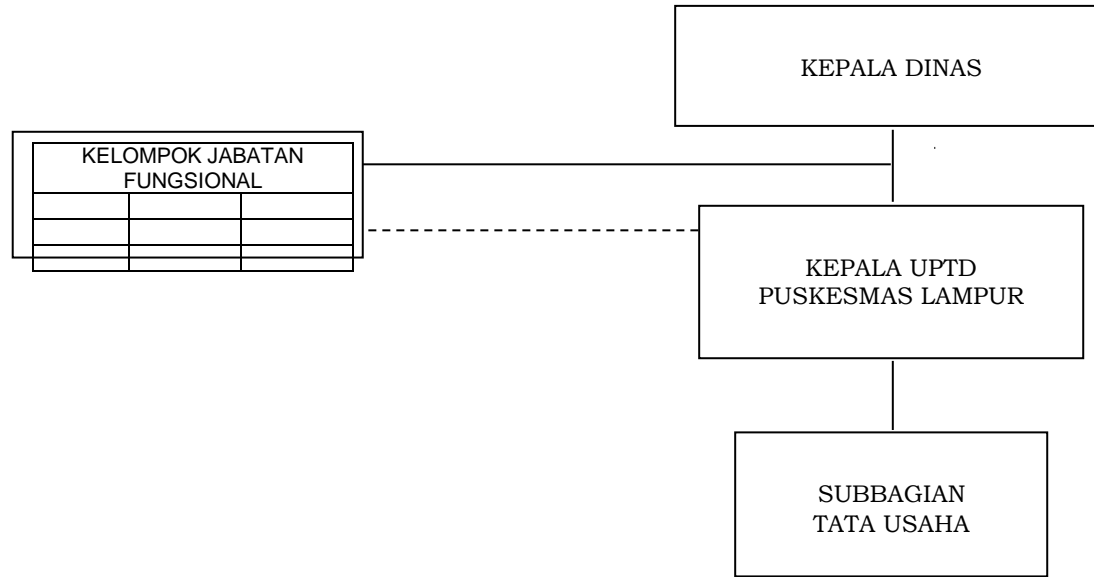 KEPALA DINAS
KELOMPOK JABATAN
FUNGSIONAL
KEPALA UPTD
PUSKESMAS LAMPUR
SUBBAGIAN
TATA USAHA